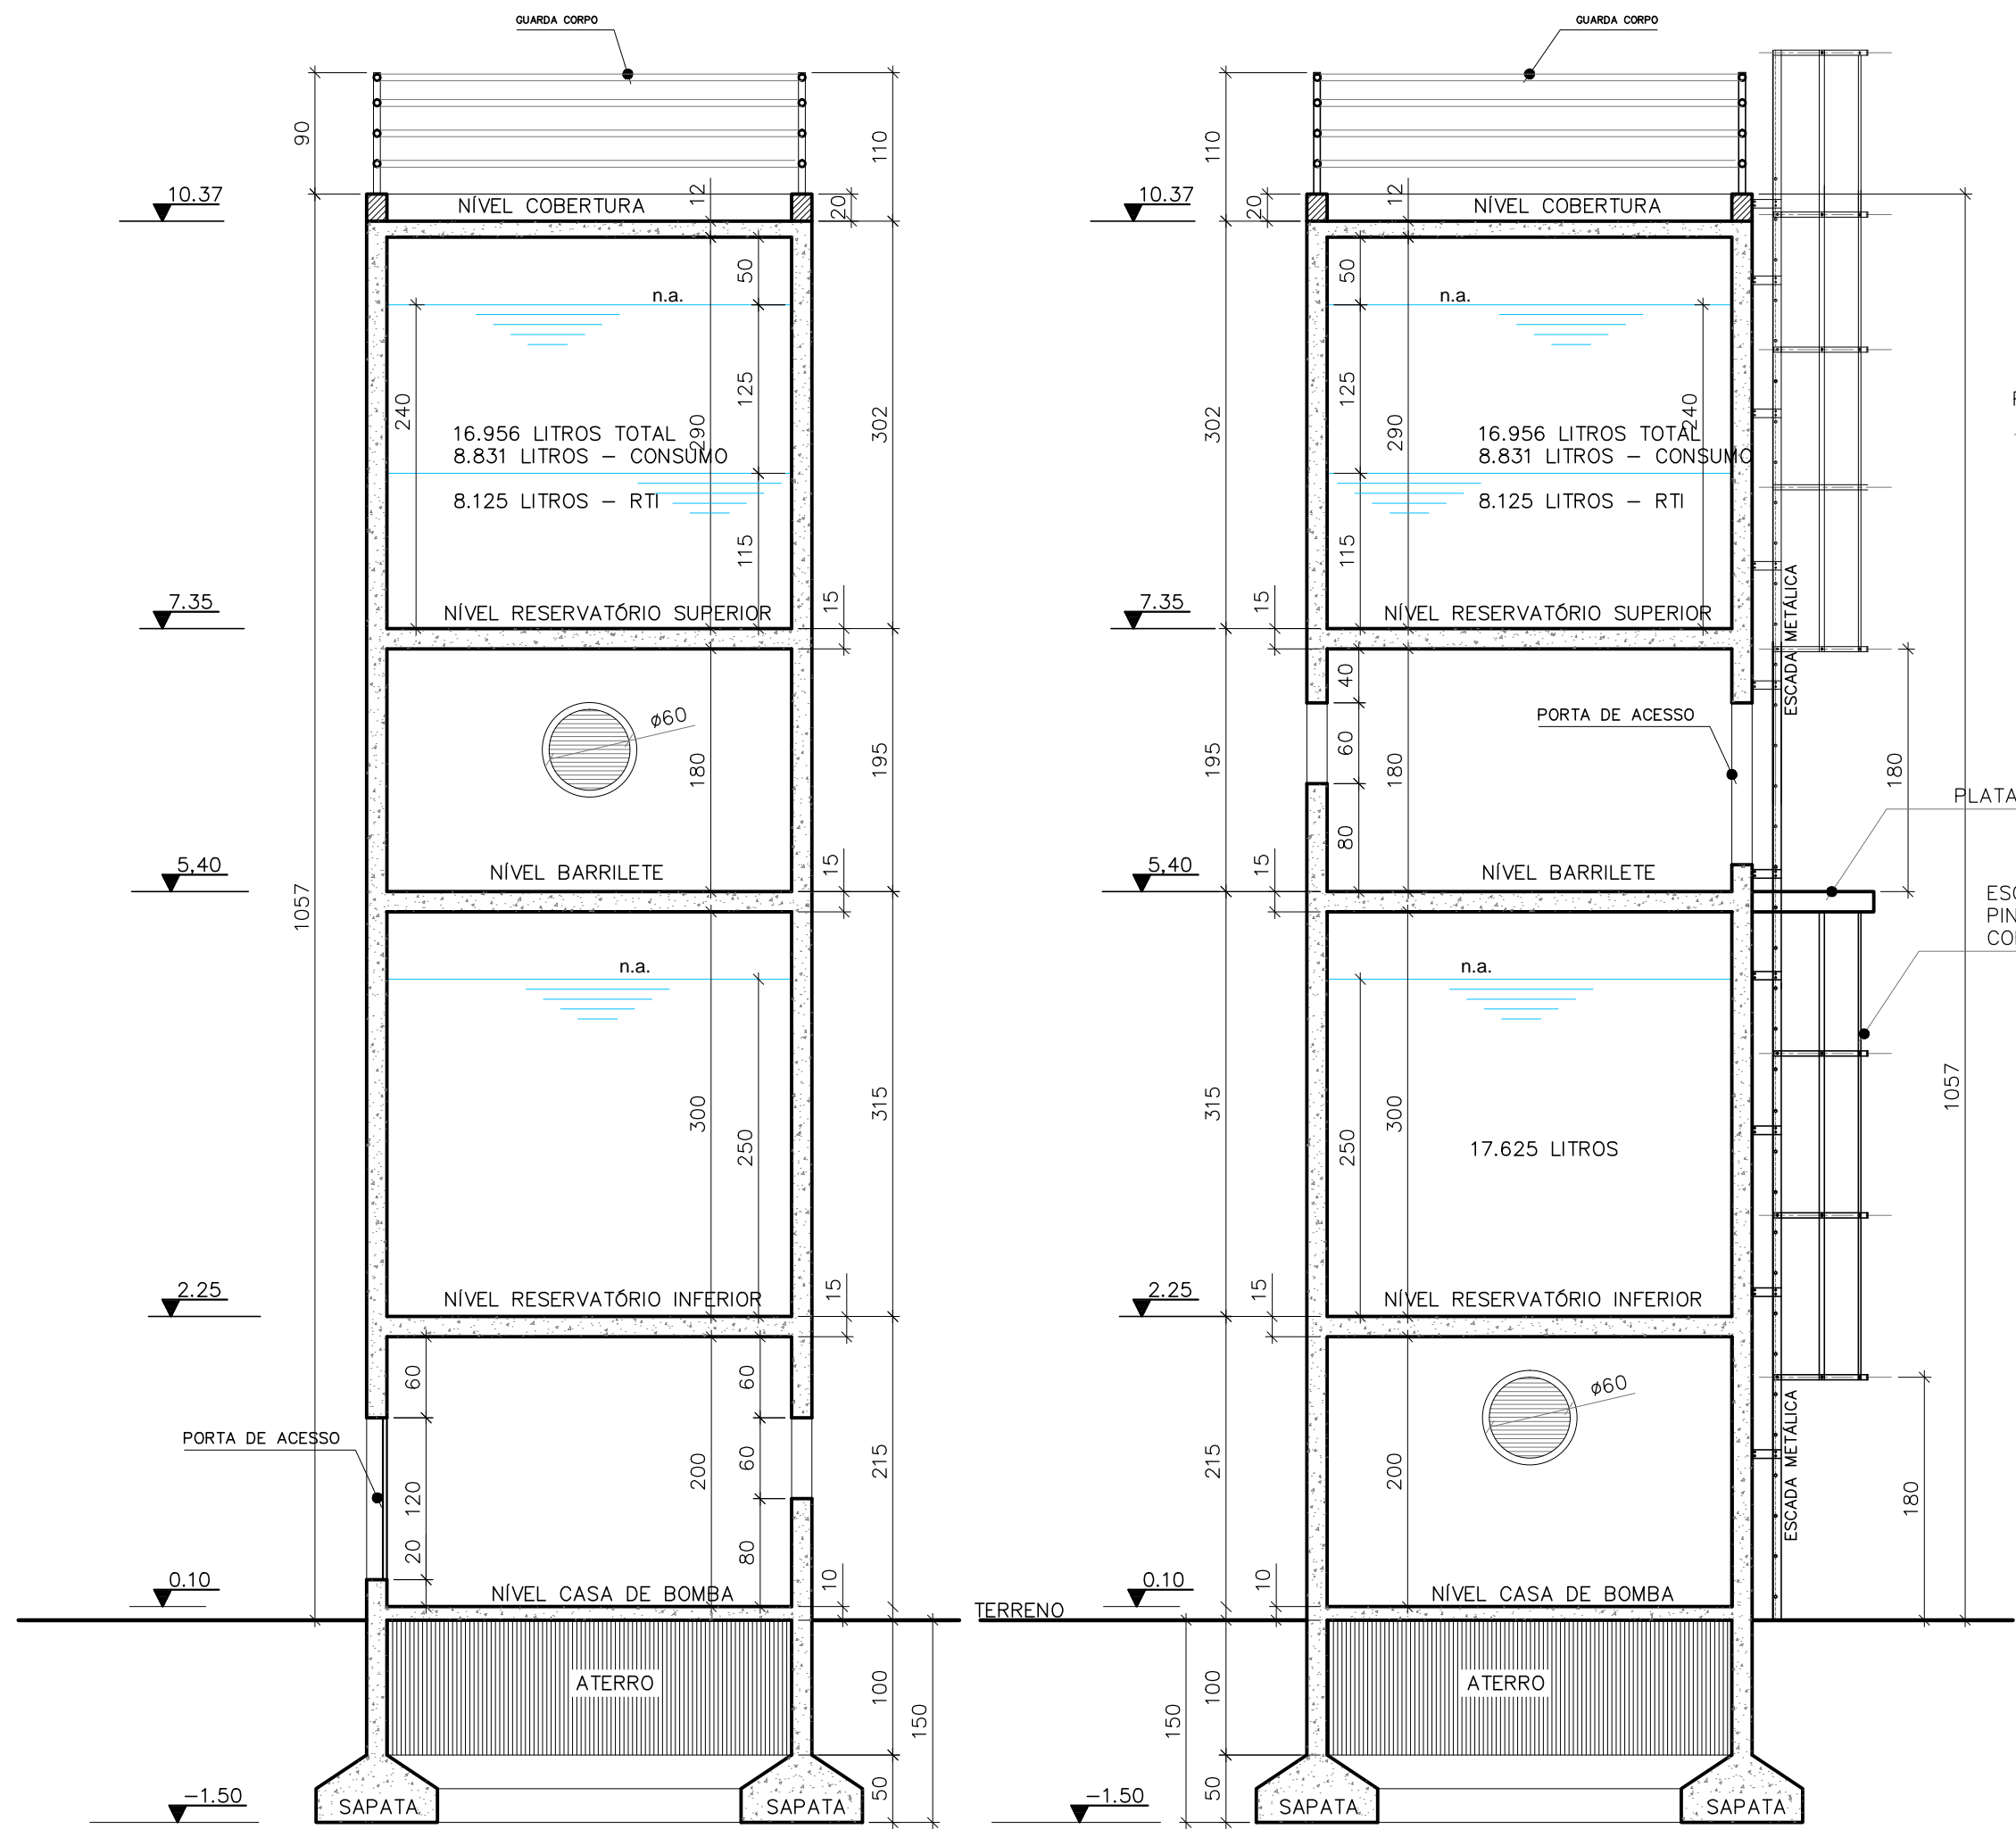 GUARDA CORPO
90
110
10.37
12
20
NÍVEL COBERTURA
50
n.a.
240
125
290
302
16.956 LITROS TOTAL
8.831 LITROS – CONSUMO
8.125 LITROS – RTI
115
7.35
NÍVEL RESERVATÓRIO SUPERIOR
15
ø60
180
195
5,40
NÍVEL BARRILETE
15
1057
n.a.
300
250
315
2.25
NÍVEL RESERVATÓRIO INFERIOR
15
60
60
PORTA DE ACESSO
120
200
60
215
20
80
0.10
NÍVEL CASA DE BOMBA
10
ATERRO
100
150
–1.50
SAPATA
SAPATA
50
GUARDA CORPO
110
10.37
20
12
NÍVEL COBERTURA
50
n.a.
302
125
290
240
16.956 LITROS TOTAL
8.831 LITROS – CONSUMO
8.125 LITROS – RTI
115
7.35
15
NÍVEL RESERVATÓRIO SUPERIOR
ESCADA METÁLICA
40
PORTA DE ACESSO
195
60
180
180
PLATA
80
5,40
15
NÍVEL BARRILETE
ESC
PIN
CO
n.a.
1057
315
250
300
17.625 LITROS
2.25
15
NÍVEL RESERVATÓRIO INFERIOR
ø60
215
200
ESCADA METÁLICA
180
0.10
10
NÍVEL CASA DE BOMBA
TERRENO
ATERRO
100
150
–1.50
50
SAPATA
SAPATA